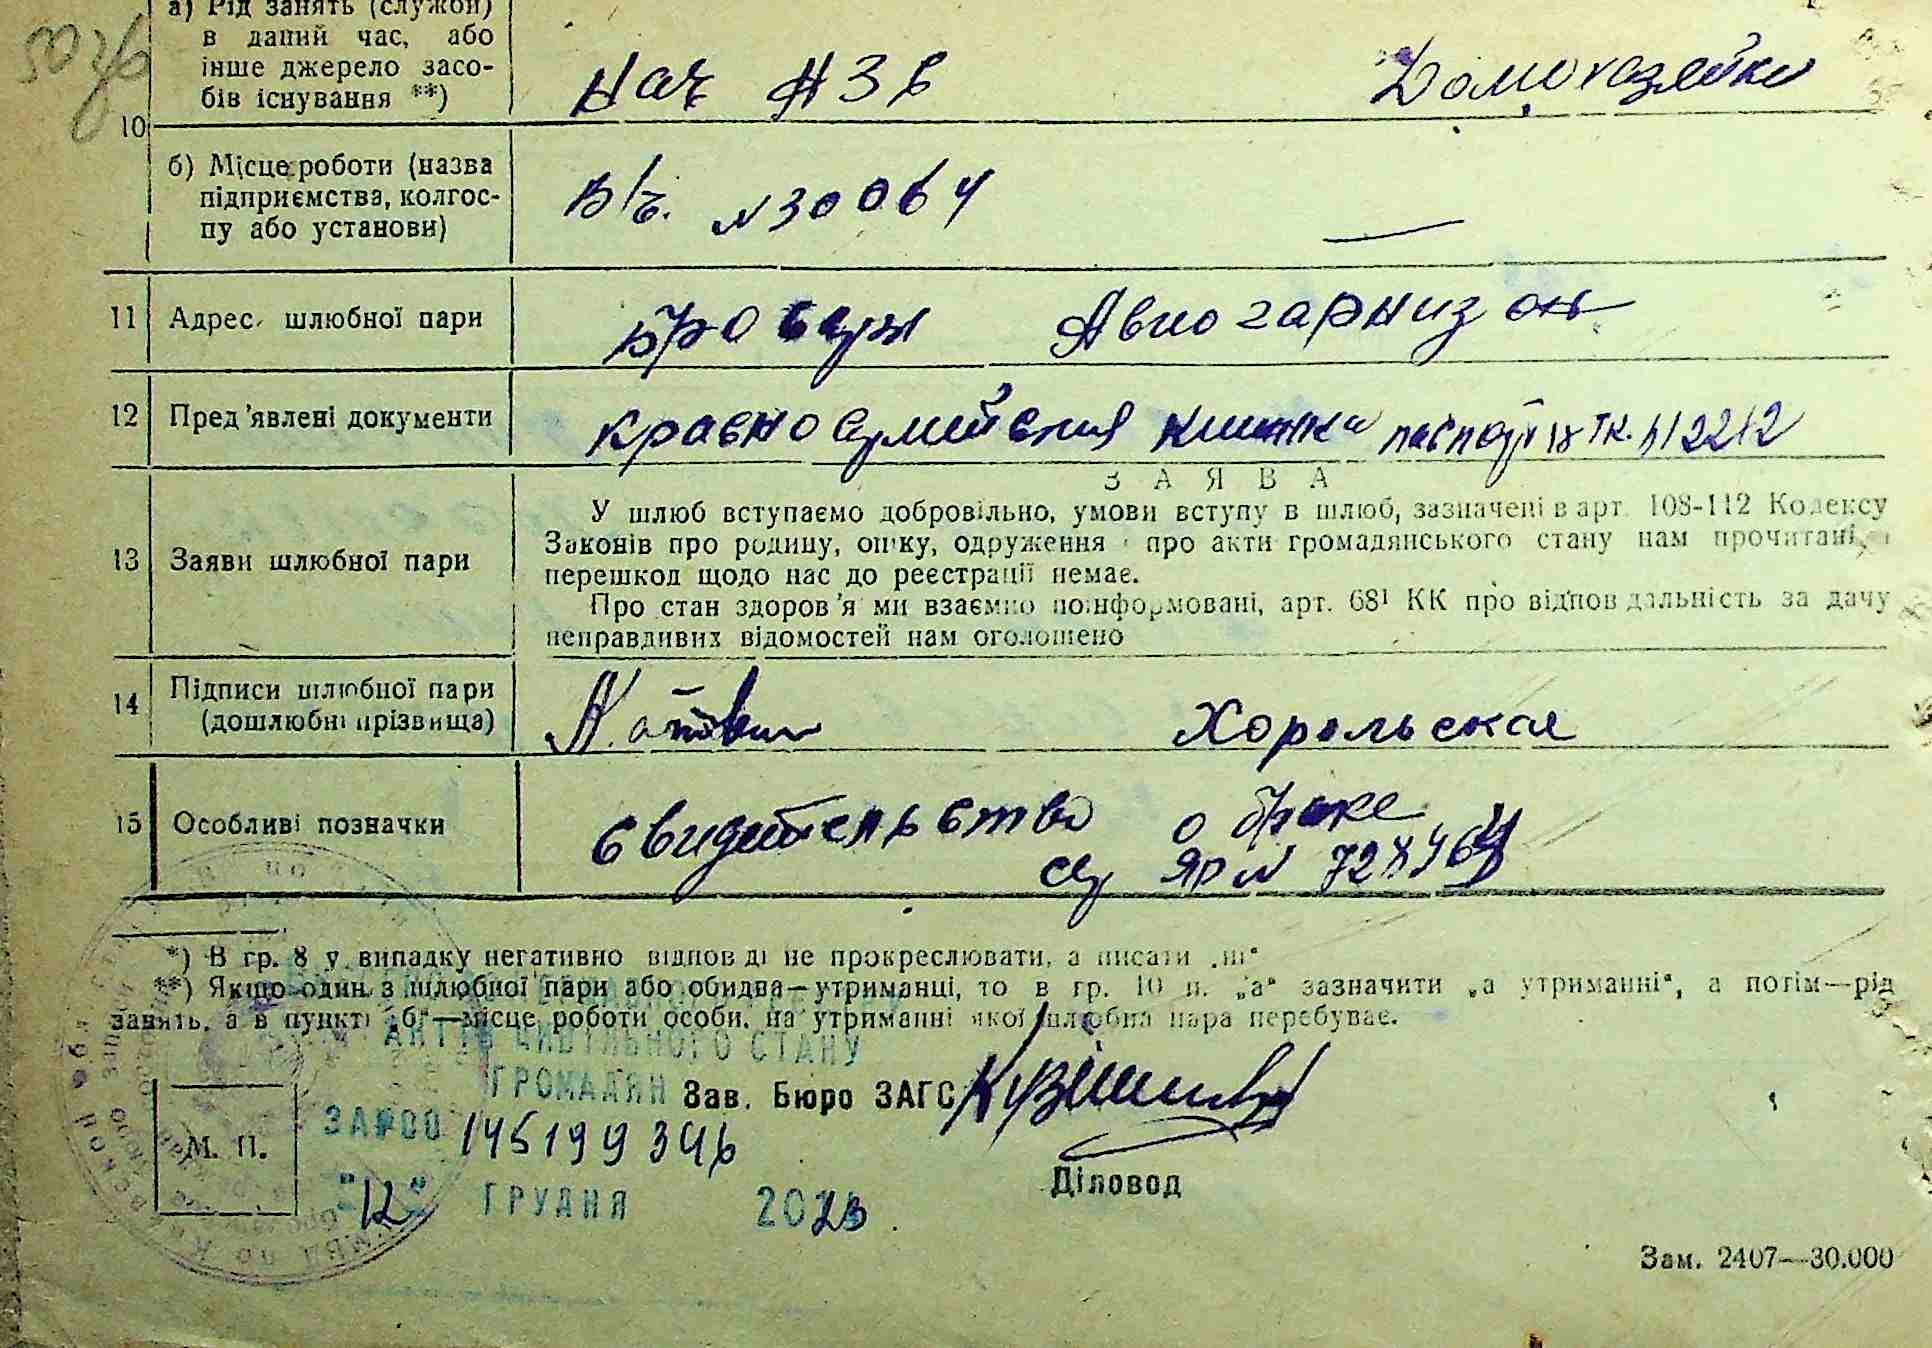 50 зб
а) Рід занять (служби)
в даний час, або
інше джерело засо-
бів існування **)
Нач НЗ в
Домохозяйка
10
б) Місце роботи (назва
підприємства, колгос-
пу або установи)
В/ч. N 30064
—
11 Адрес шлюбної пари
Бровары Авиогарнизон
12 Пред'явлені документи
красноармейская книжка паспорт
13 Заяви шлюбної пари
ЗАЯВА
У шлюб вступаємо добровільно, умови вступу в шлюб, зазначені в арт. 108-112 Кодексу
Законів про родину, опіку, одруження і про акти громадянського стану нам прочитані, і
перешкод щодо нас до реєстрації немає.
Про стан здоров'я ми взаємно поінформовані, арт. 68¹ КК про відповідальність за дачу
неправдивих відомостей нам оголошено
14 Підписи шлюбної пари
(дошлюбні прізвища)
Хорольская
15 Особливі позначки
свидетельство о браке
*) В гр. 8 у випадку негативно відповіді не прокреслювати, а писати „ні“
**) Якщо один з шлюбної пари або обидва—утриманці, то в гр. 10 п. „а“ зазначити „а утриманні“, а потім—рід
занять, а в пункті „б“—місце роботи особи, на утриманні якої шлюбна пара перебуває.
АКТІВ ЦИВІЛЬНОГО СТАНУ
ГРОМАДЯН
Зав. Бюро ЗАГС
145199346
М. П.
Діловод
"12" ГРУДНЯ 2023.
Зам. 2407—30.000